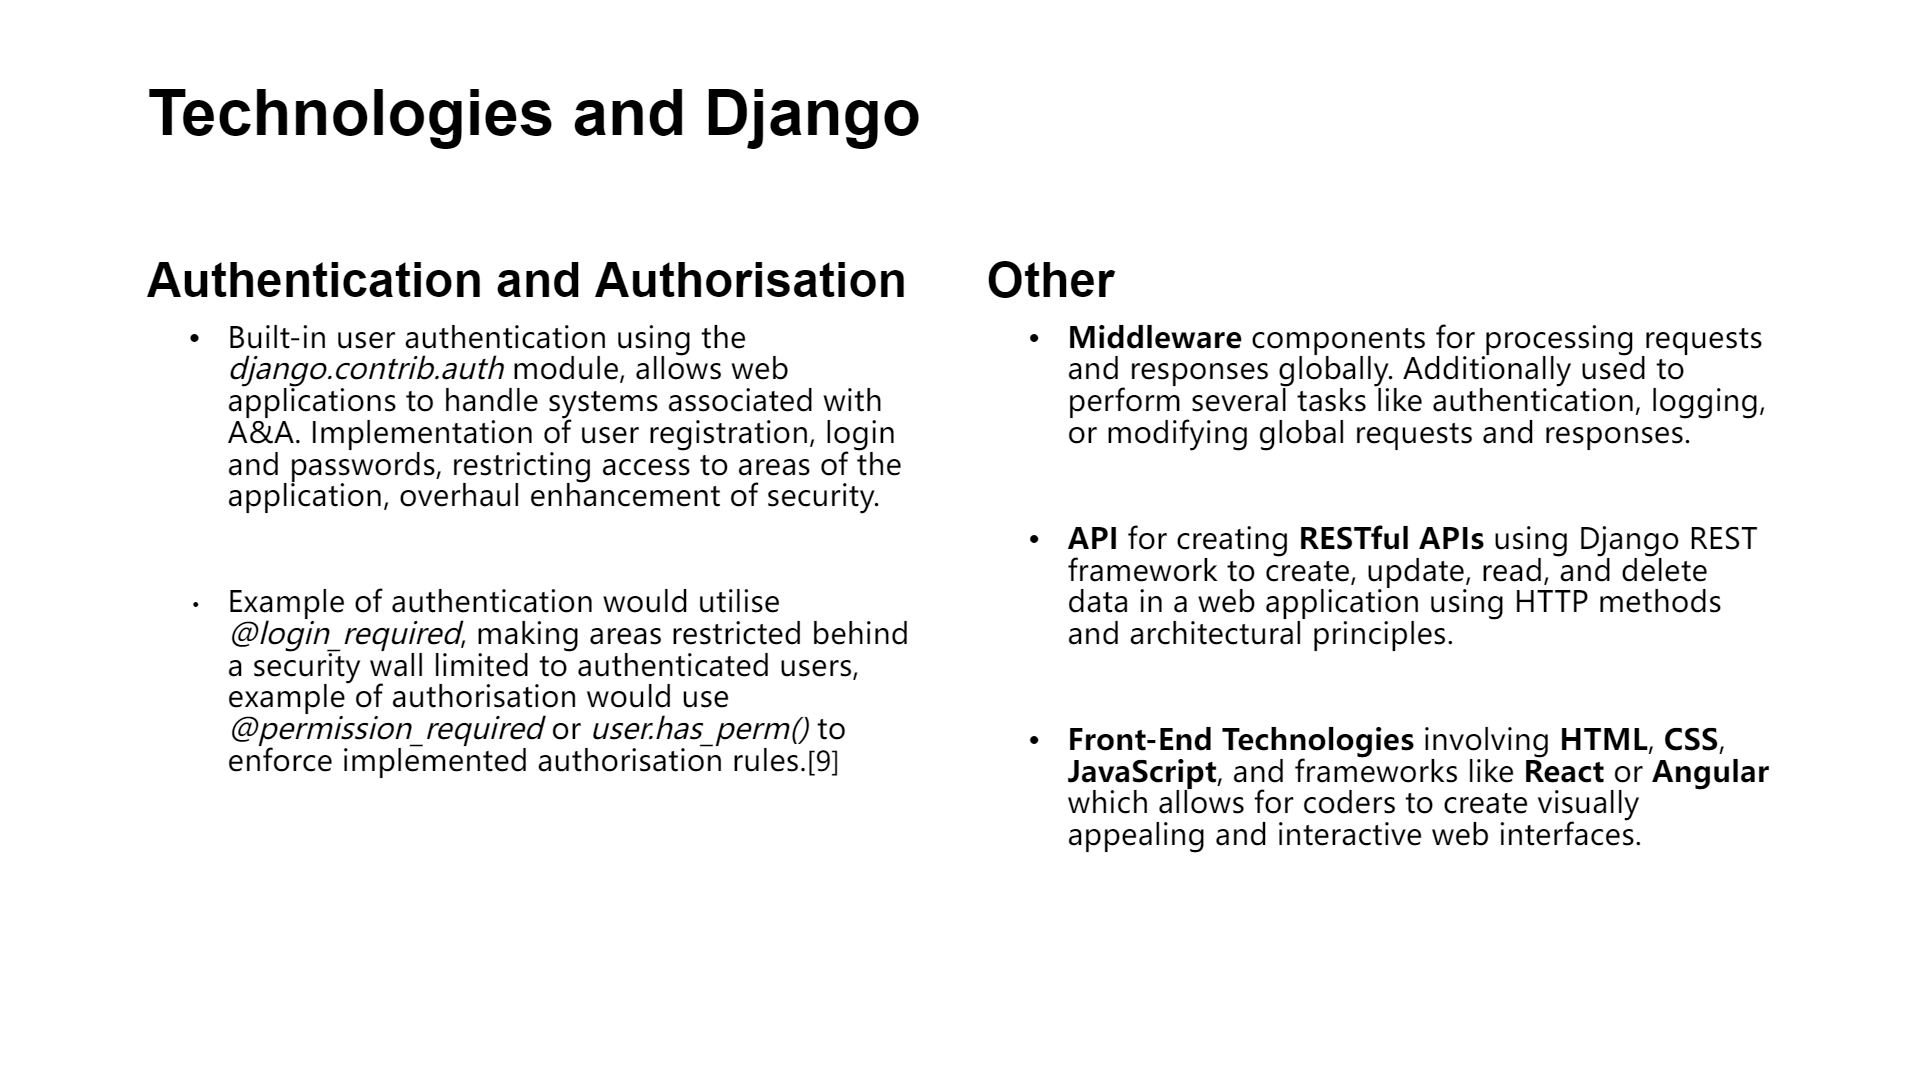 Technologies and Django
Authentication and Authorisation
• Built-in user authentication using the
django.contrib.auth module, allows web
applications to handle systems associated with
A&A. Implementation of user registration, login
and passwords, restricting access to areas of the
application, overhaul enhancement of security.
• Example of authentication would utilise
@login_required, making areas restricted behind
a security wall limited to authenticated users,
example of authorisation would use
@permission_required or user.has_perm() to
enforce implemented authorisation rules.[9]
Other
• Middleware components for processing requests
and responses globally. Additionally used to
perform several tasks like authentication, logging,
or modifying global requests and responses.
• API for creating RESTful APIs using Django REST
framework to create, update, read, and delete
data in a web application using HTTP methods
and architectural principles.
• Front-End Technologies involving HTML, CSS,
JavaScript, and frameworks like React or Angular
which allows for coders to create visually
appealing and interactive web interfaces.